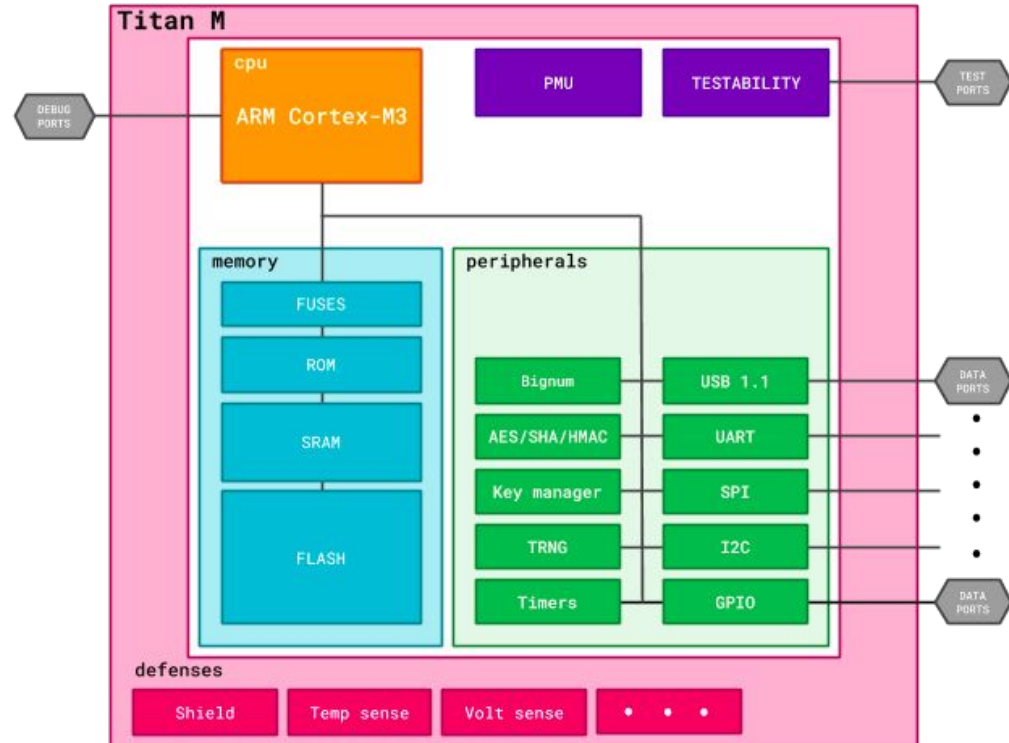 Titan M
cpu
ARM Cortex-M3
PMU
TESTABILITY
TEST
PORTS
DEBUG
PORTS
memory
FUSES
ROM
SRAM
FLASH
peripherals
Bignum
USB 1.1
AES/SHA/HMAC
UART
Key manager
SPI
TRNG
I2C
Timers
GPIO
DATA
PORTS
DATA
PORTS
defenses
Shield
Temp sense
Volt sense